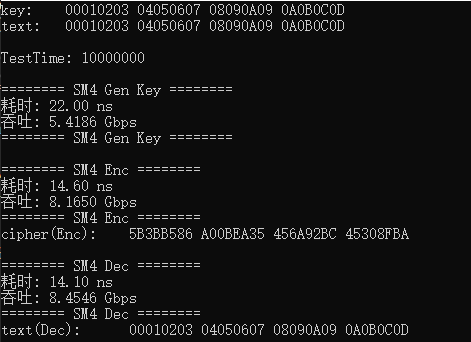 key: 00010203 04050607 08090A09 0A0B0C0D
text: 00010203 04050607 08090A09 0A0B0C0D
TestTime: 10000000
======== SM4 Gen Key ========
耗时: 22.00 ns
吞吐: 5.4186 Gbps
======== SM4 Gen Key ========
======== SM4 Enc ========
耗时: 14.60 ns
吞吐: 8.1650 Gbps
======== SM4 Enc ========
cipher(Enc): 5B3BB586 A00BEA35 456A92BC 45308FBA
======== SM4 Dec ========
耗时: 14.10 ns
吞吐: 8.4546 Gbps
======== SM4 Dec ========
text(Dec): 00010203 04050607 08090A09 0A0B0C0D